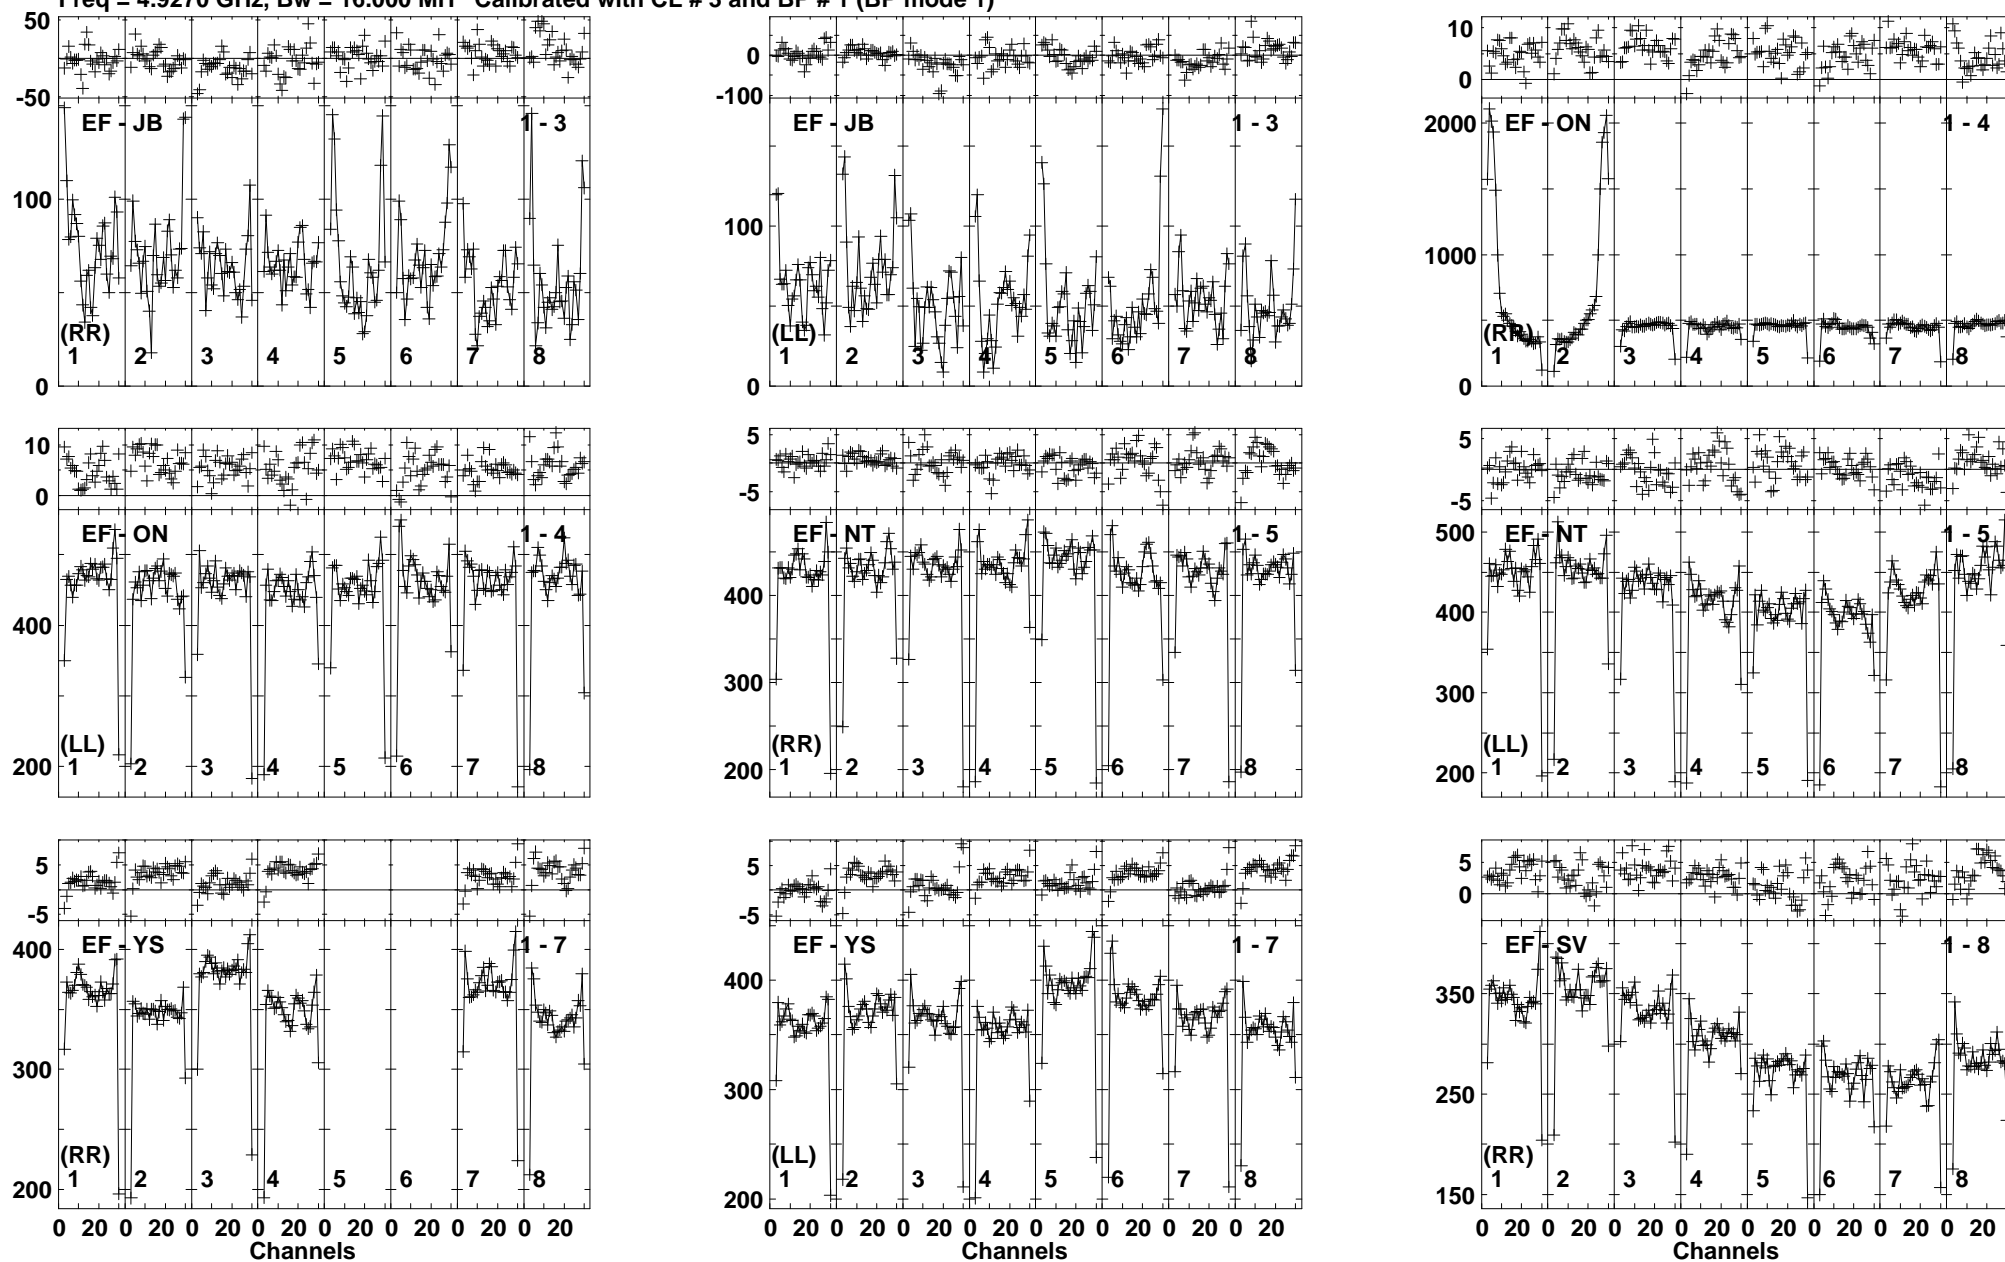 Freq = 4.9270 GHz, Bw = 16.000 MH Calibrated with CL # 3 and BP # 1 (BP mode 1)
50
-50
EF - JB 1 - 3
100
(RR)
1 2 3 4 5 6 7 8
0
0
-100
EF - JB 1 - 3
100
(LL)
1 2 3 4 5 6 7 8
0
10
0
EF - ON 1 - 4
2000
1000
(RR)
1 2 3 4 5 6 7 8
0
10
0
EF - ON 1 - 4
400
(LL)
200
1 2 3 4 5 6 7 8
5
-5
EF - NT 1 - 5
400
300
(RR)
200
1 2 3 4 5 6 7 8
5
-5
500
EF - NT 1 - 5
400
300
(LL)
200
1 2 3 4 5 6 7 8
5
-5
400
EF - YS 1 - 7
300
(RR)
200
1 2 3 4 5 6 7 8
0 20 0 20 0 20 0 20 0 20 0 20 0 20 0 20
Channels
5
-5
EF - YS 1 - 7
400
300
(LL)
200
1 2 3 4 5 6 7 8
0 20 0 20 0 20 0 20 0 20 0 20 0 20 0 20
Channels
5
0
EF - SV 1 - 8
350
250
(RR)
150
1 2 3 4 5 6 7 8
0 20 0 20 0 20 0 20 0 20 0 20 0 20 0 20
Channels